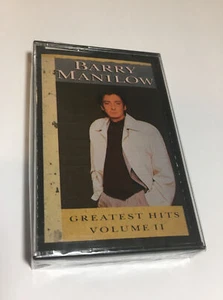 BARRY
MANILOW
GREATEST HITS
VOLUME II